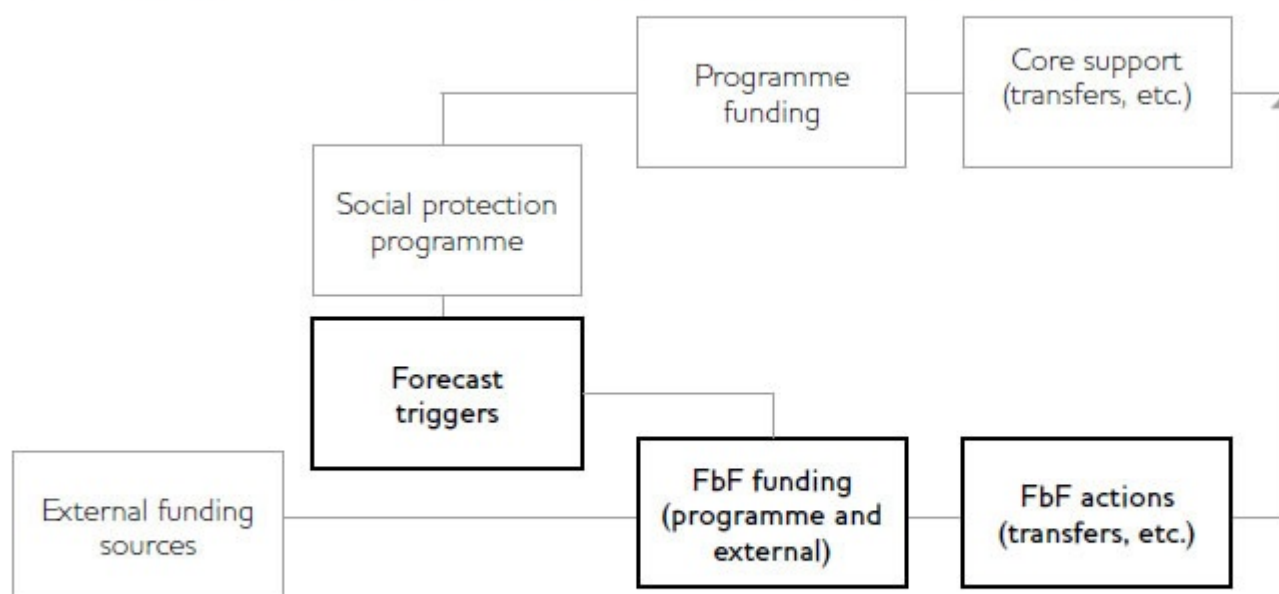 Programme
funding
Core support
(transfers, etc.)
Social protection
programme
Forecast
triggers
External funding
sources
FbF funding
(programme and
external)
FbF actions
(transfers, etc.)